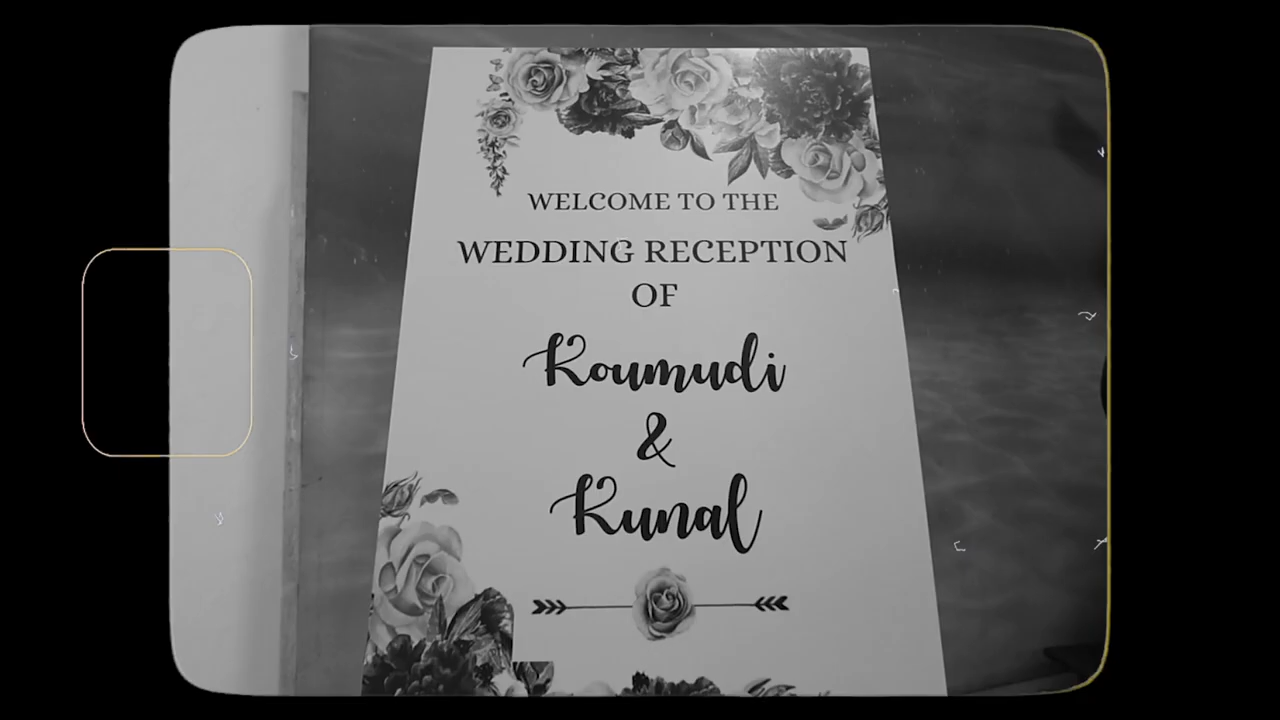 WELCOME TO THE
WEDDING RECEPTION
OF
Koumudi
&
Kunal